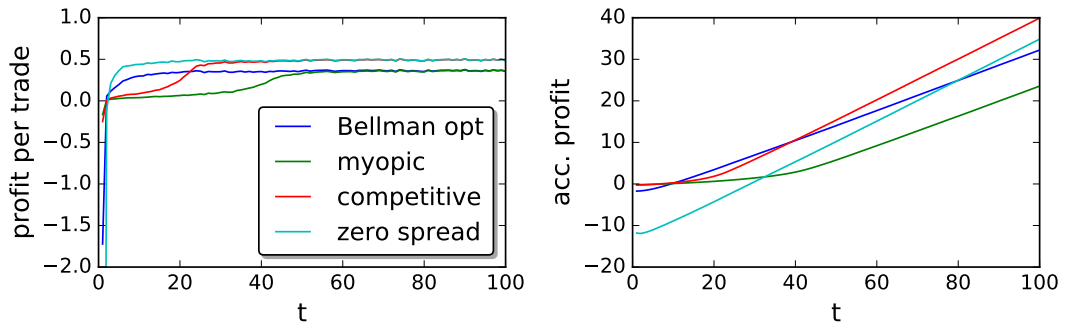 profit per trade
1.0
0.5
0.0
−0.5
−1.0
−1.5
−2.0
0 20 40 60 80 100
t
Bellman opt
myopic
competitive
zero spread
acc. profit
40
30
20
10
0
−10
−20
0 20 40 60 80 100
t